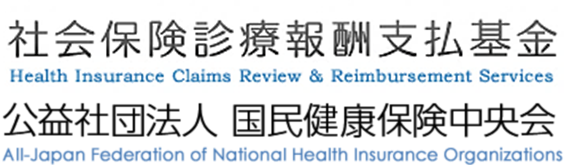 社会保険診療報酬支払基金
Health Insurance Claims Review & Reimbursement Services
公益社団法人 国民健康保険中央会
All-Japan Federation of National Health Insurance Organizations